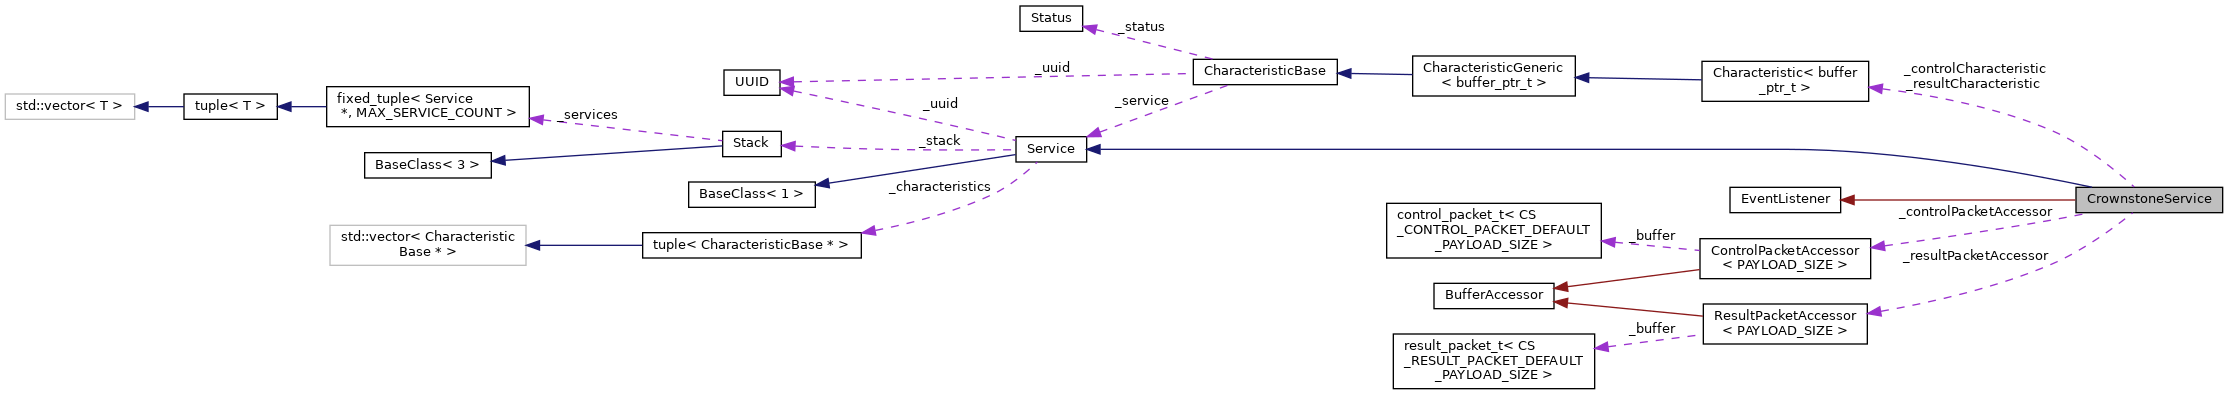 Status
_status
CharacteristicBase
_uuid
UUID
_uuid
_service
CharacteristicGeneric
< buffer_ptr_t >
Characteristic< buffer
_ptr_t >
_controlCharacteristic
_resultCharacteristic
std::vector< T >
tuple< T >
fixed_tuple< Service
*, MAX_SERVICE_COUNT >
_services
Stack
_stack
Service
BaseClass< 3 >
BaseClass< 1 >
_characteristics
std::vector< Characteristic
Base * >
tuple< CharacteristicBase * >
EventListener
CrownstoneService
_controlPacketAccessor
control_packet_t< CS
_CONTROL_PACKET_DEFAULT
_PAYLOAD_SIZE >
_buffer
ControlPacketAccessor
< PAYLOAD_SIZE >
_resultPacketAccessor
BufferAccessor
ResultPacketAccessor
< PAYLOAD_SIZE >
_buffer
result_packet_t< CS
_RESULT_PACKET_DEFAULT
_PAYLOAD_SIZE >